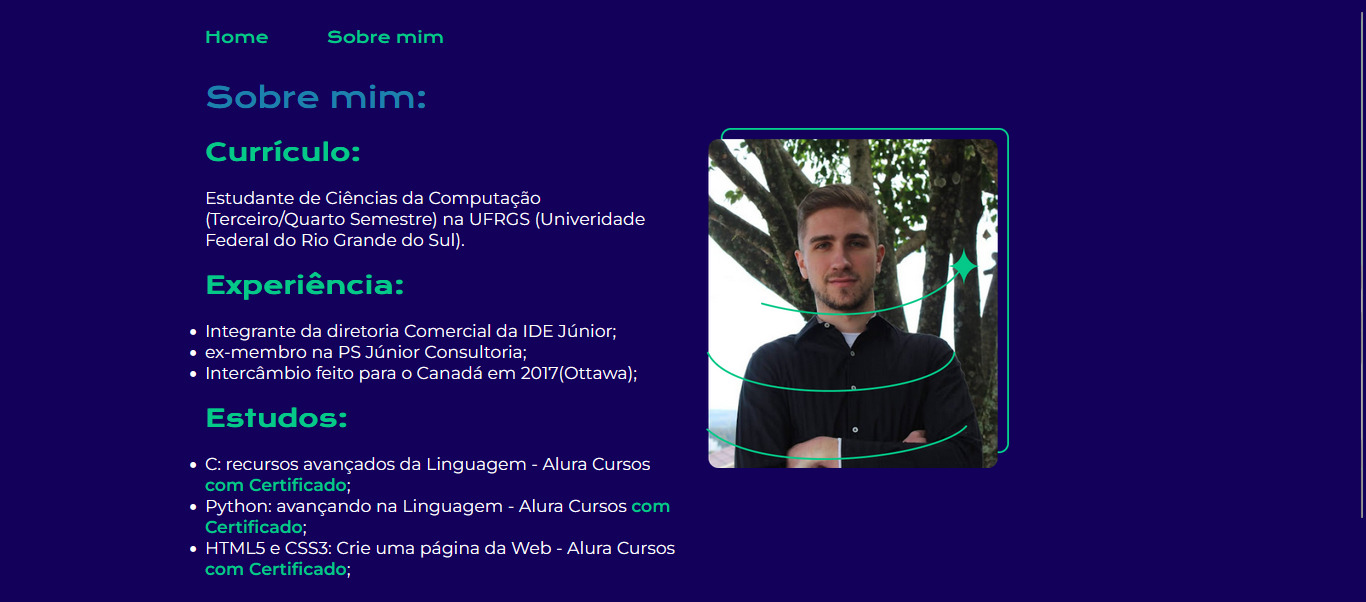 Home Sobre mim
Sobre mim:
Currículo:
Estudante de Ciências da Computação
(Terceiro/Quarto Semestre) na UFRGS (Univeridade
Federal do Rio Grande do Sul).
Experiência:
Integrante da diretoria Comercial da IDE Júnior;
ex-membro na PS Júnior Consultoria;
Intercâmbio feito para o Canadá em 2017(Ottawa);
Estudos:
C: recursos avançados da Linguagem - Alura Cursos
com Certificado;
Python: avançando na Linguagem - Alura Cursos com
Certificado;
HTML5 e CSS3: Crie uma página da Web - Alura Cursos
com Certificado;